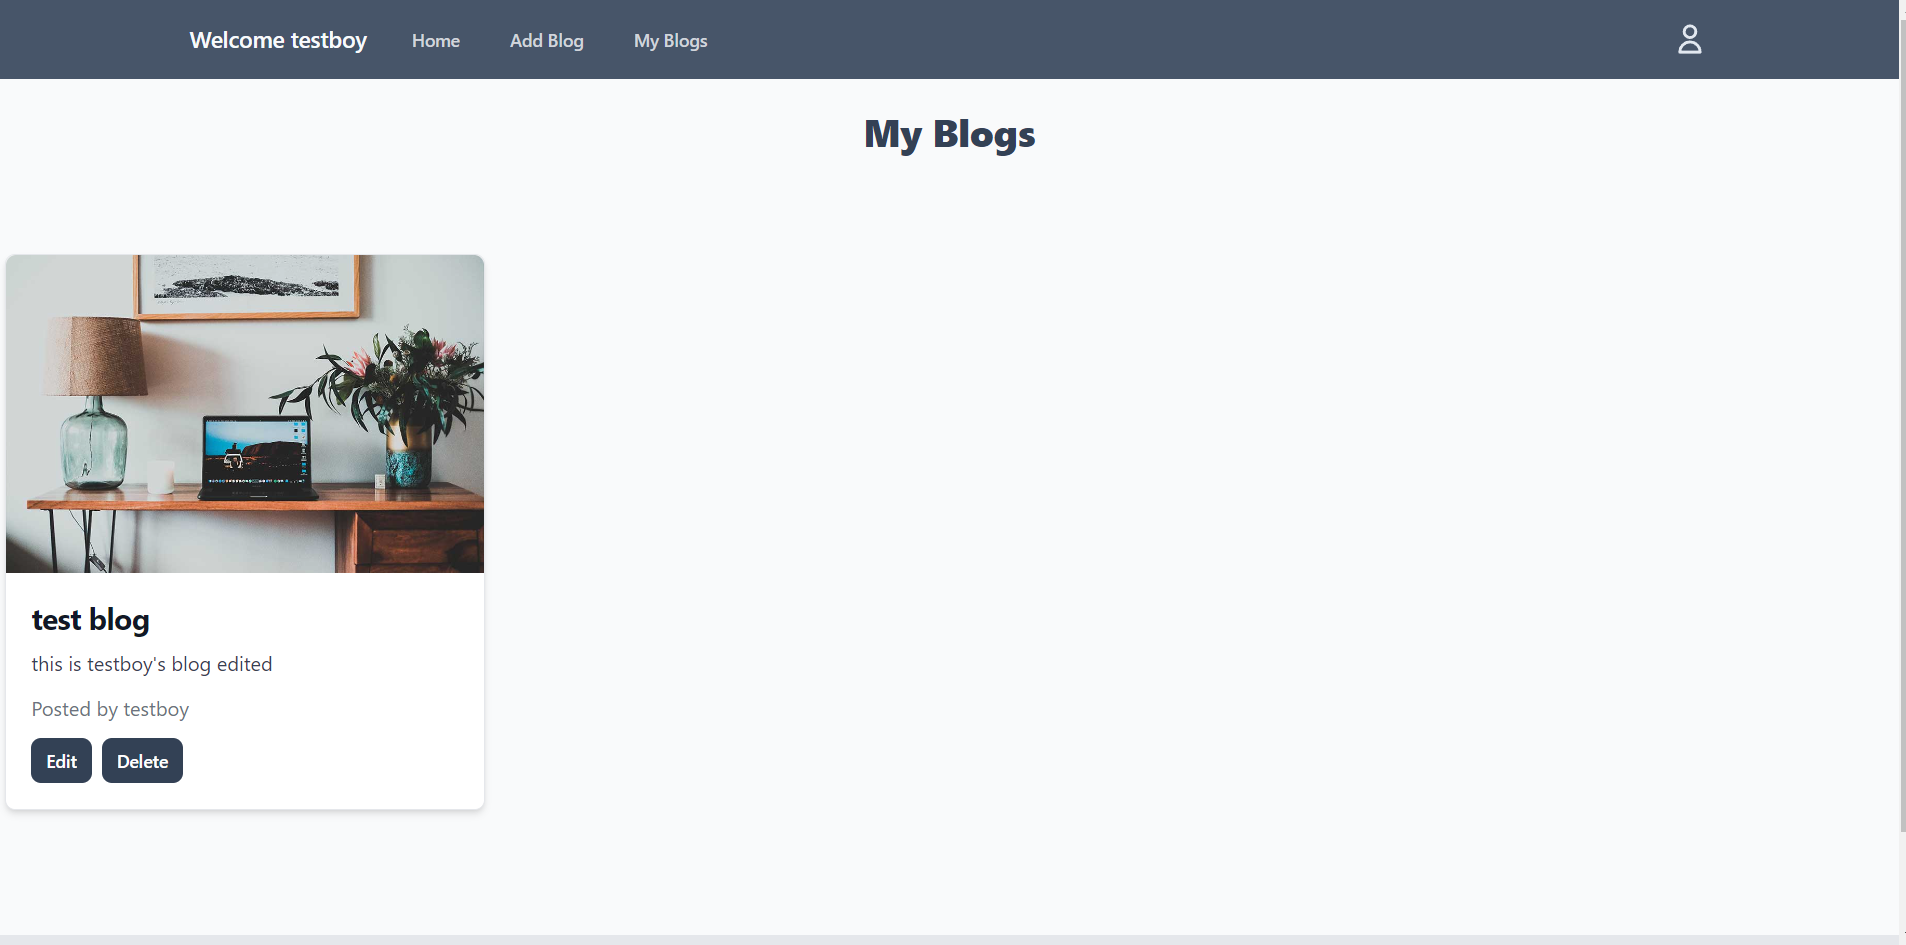 Welcome testboy Home Add Blog My Blogs
My Blogs
test blog
this is testboy's blog edited
Posted by testboy
Edit Delete